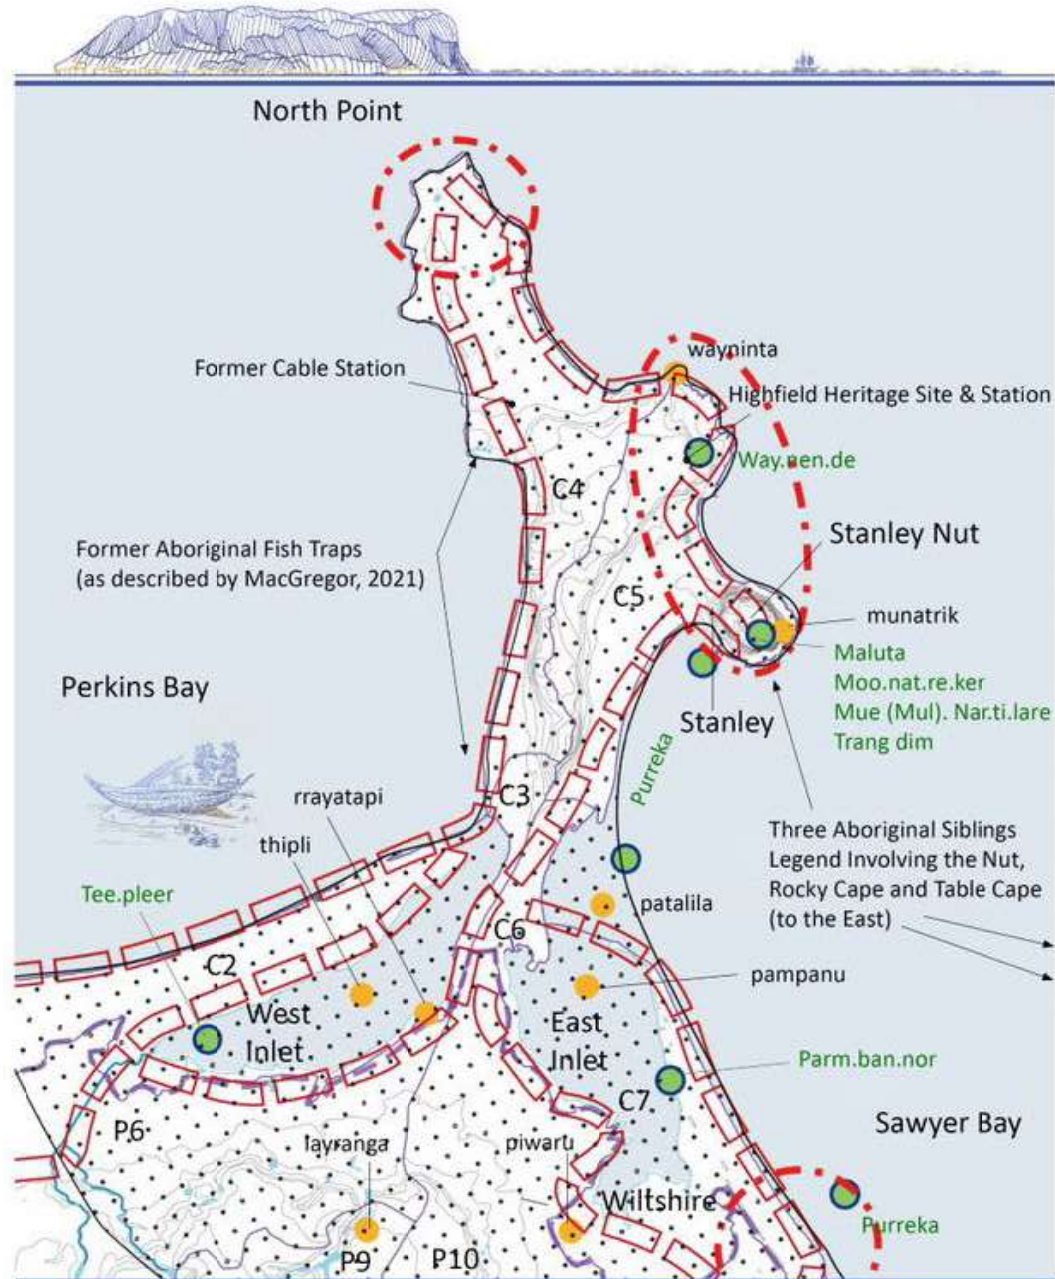 North Point
wayninta
Former Cable Station
Highfield Heritage Site & Station
Way.nen.de
C4
Stanley Nut
Former Aboriginal Fish Traps
(as described by MacGregor, 2021)
C5
munatrik
Maluta
Moo.nat.re.ker
Mue (Mul). Nar.ti.lare
Trang dim
Perkins Bay
Stanley
Purreka
rrayatapi
C3
thipli
Three Aboriginal Siblings
Legend Involving the Nut,
Rocky Cape and Table Cape
(to the East)
Tee.pleer
patalila
C6
C2
pampanu
West
Inlet
East
Inlet
Parm.ban.nor
C7
P6
Sawyer Bay
layranga
piwaru
Wiltshire
Purreka
P9
P10